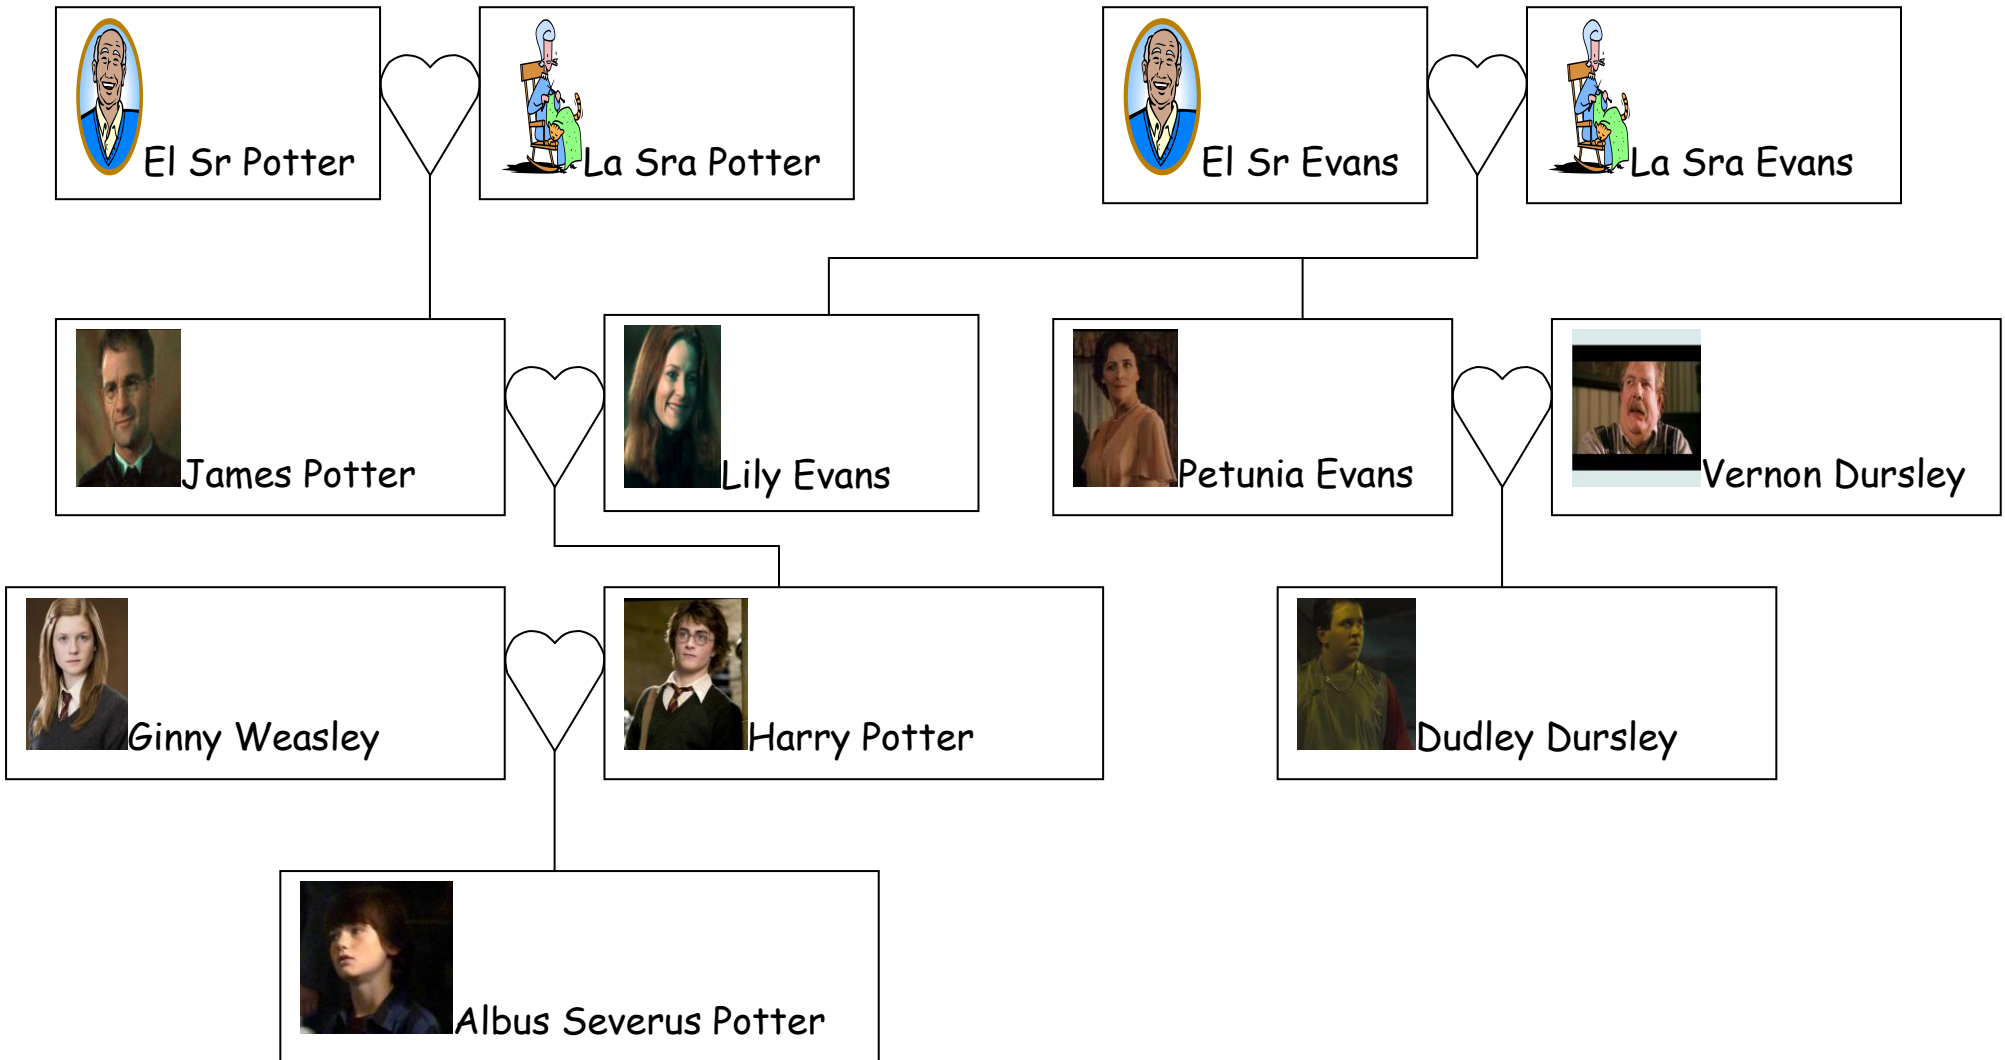 El Sr Potter
La Sra Potter
El Sr Evans
La Sra Evans
James Potter
Lily Evans
Petunia Evans
Vernon Dursley
Ginny Weasley
Harry Potter
Dudley Dursley
Albus Severus Potter